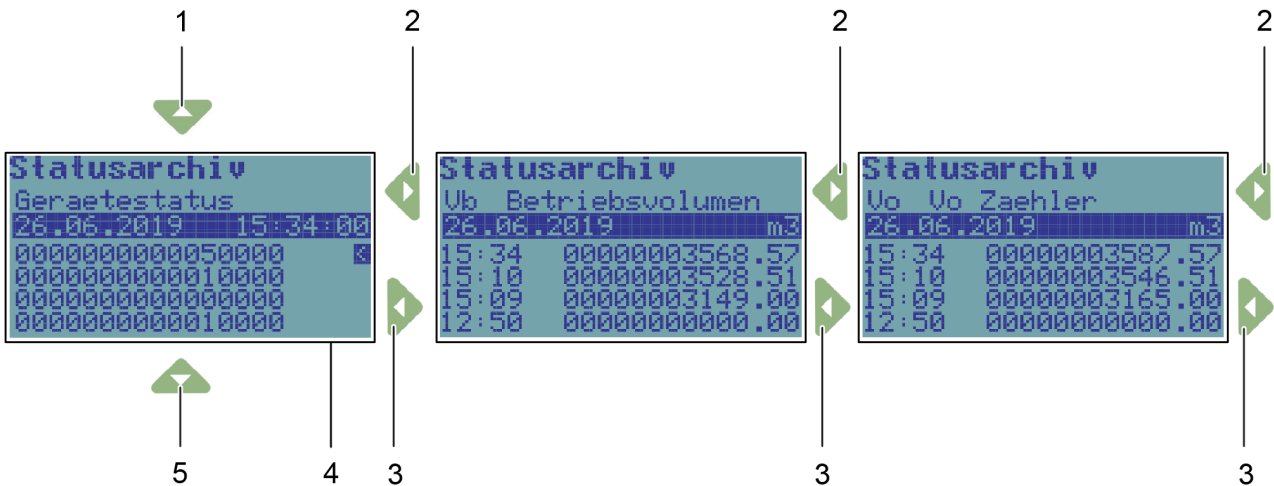 1
2
2
2
Statusarchiv
Geraetestatus
26.06.2019 15:34:00
0000000000050000 <
0000000000010000
0000000000000000
0000000000010000
Statusarchiv
Vb Betriebsvolumen
26.06.2019 m3
15:34 00000003568.57
15:10 00000003528.51
15:09 00000003149.00
12:50 00000000000.00
Statusarchiv
Vo Vo Zaehler
26.06.2019 m3
15:34 00000003587.57
15:10 00000003546.51
15:09 00000003165.00
12:50 00000000000.00
5
4
3
3
3